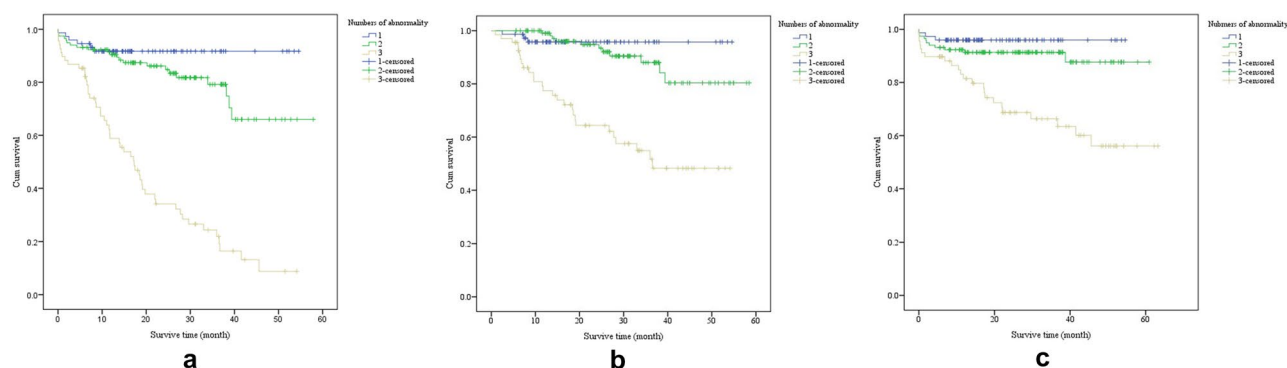 Numbers of abnormality
1
2
3
1-censored
2-censored
3-censored
Cum survival
1.0
0.8
0.6
0.4
0.2
0.0
0 10 20 30 40 50 60
Survive time (month)
a
Numbers of abnormality
1
2
3
1-censored
2-censored
3-censored
Cum survival
1.0
0.8
0.6
0.4
0.2
0.0
0 10 20 30 40 50 60
Survive time (month)
b
Nubmers of abnormality
1
2
3
1-censored
2-censored
3-censored
Cum survival
1.0
0.8
0.6
0.4
0.2
0.0
0 20 40 60
Survive time (month)
c